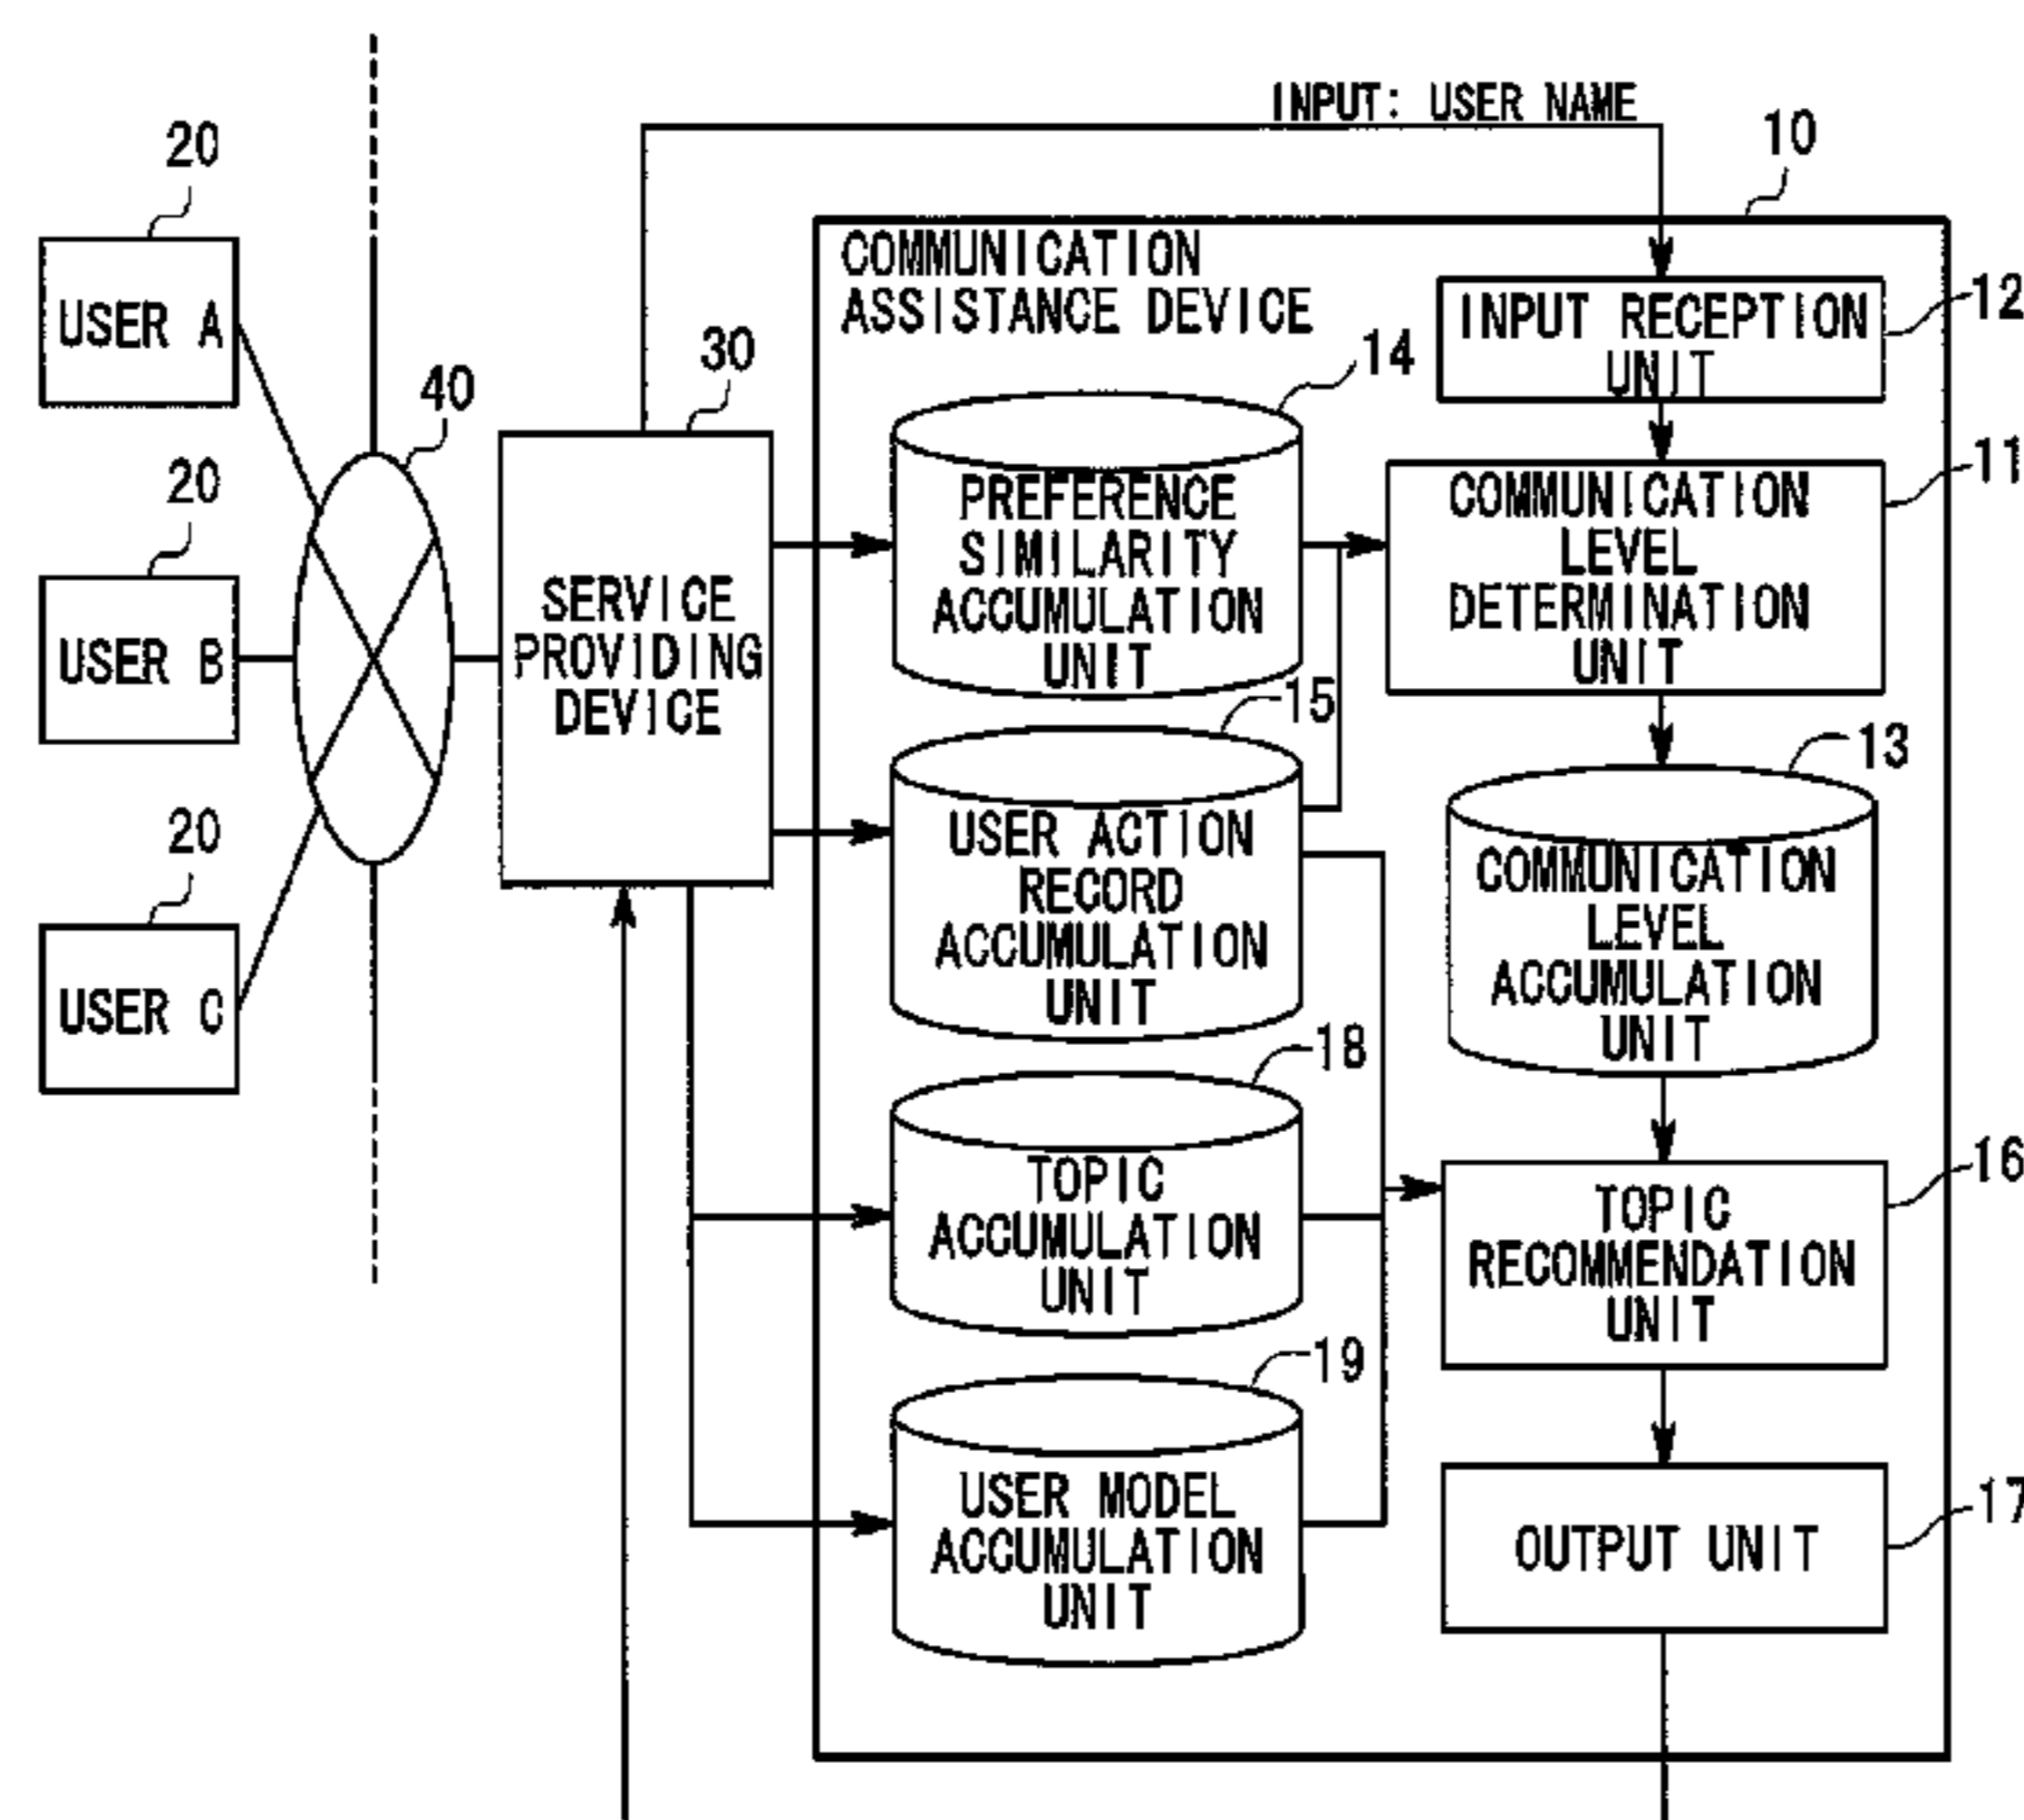 INPUT: USER NAME
10
20
USER A
20
USER B
20
USER C
40
30
SERVICE
PROVIDING
DEVICE
COMMUNICATION
ASSISTANCE DEVICE
INPUT RECEPTION
UNIT
12
14
PREFERENCE
SIMILARITY
ACCUMULATION
UNIT
COMMUNICATION
LEVEL
DETERMINATION
UNIT
11
15
USER ACTION
RECORD
ACCUMULATION
UNIT
13
COMMUNICATION
LEVEL
ACCUMULATION
UNIT
18
TOPIC
ACCUMULATION
UNIT
16
TOPIC
RECOMMENDATION
UNIT
19
USER MODEL
ACCUMULATION
UNIT
17
OUTPUT UNIT